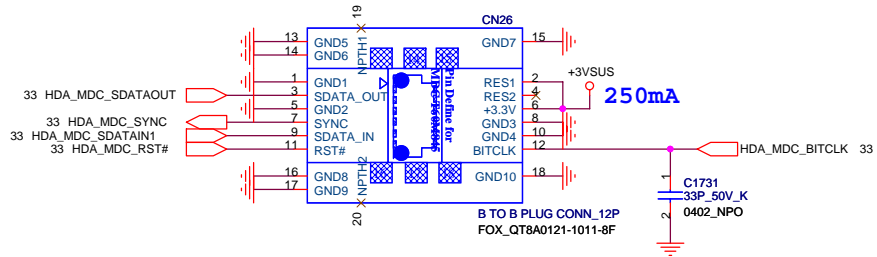 19
CN26
13 GND5 GND7 15
14 GND6
NPTH1
1 GND1 RES1 2
+3VSUS
33 HDA_MDC_SDATAOUT 3 SDATA_OUT RES2 4
250mA
5 GND2 +3.3V 6
33 HDA_MDC_SYNC 7 SYNC GND3 8
33 HDA_MDC_SDATAIN1 9 SDATA_IN GND4 10
33 HDA_MDC_RST# 11 RST# BITCLK 12 HDA_MDC_BITCLK 33
Pin Define for
NPTH2
16 GND8 GND10 18
17 GND9
20
1
C1731
33P_50V_K
2
0402_NPO
B TO B PLUG CONN_12P
FOX_QT8A0121-1011-8F